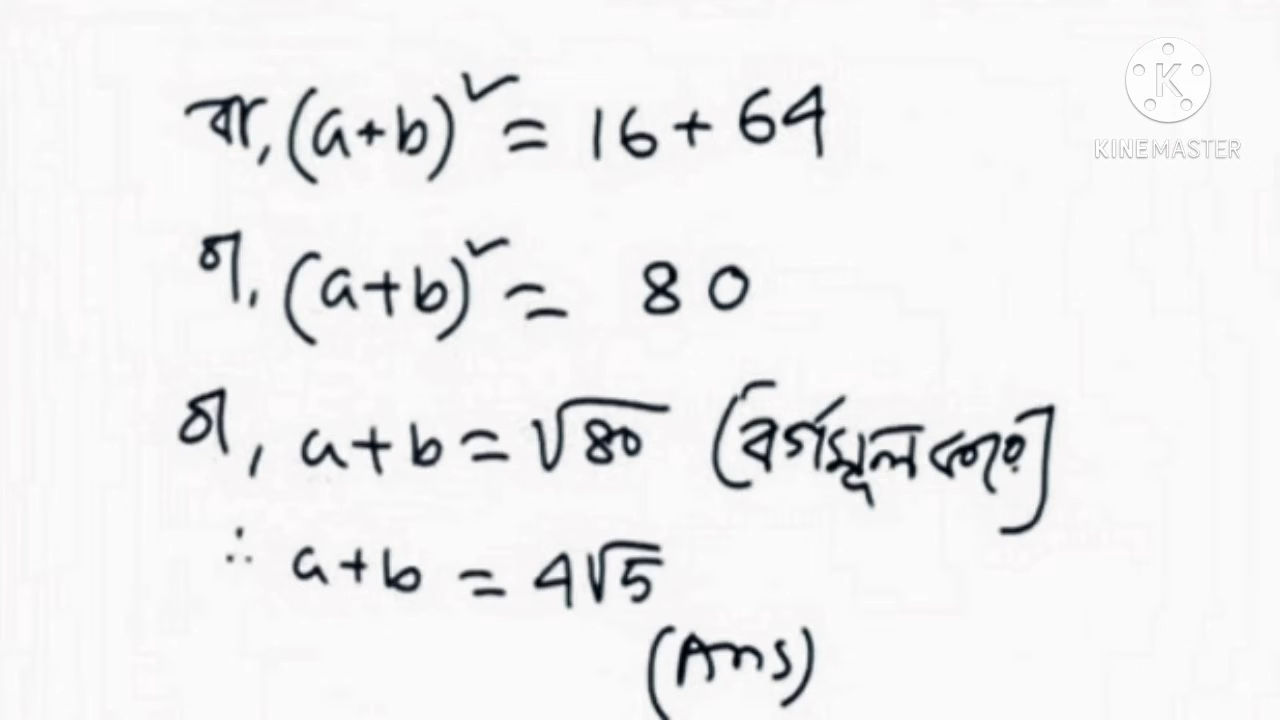 বা, (a+b)² = 16 + 64
বা, (a+b)² = 80
বা, a+b = √80 (বর্গমূল করে]
∴ a+b = 4√5
(Ans)
K
KINEMASTER